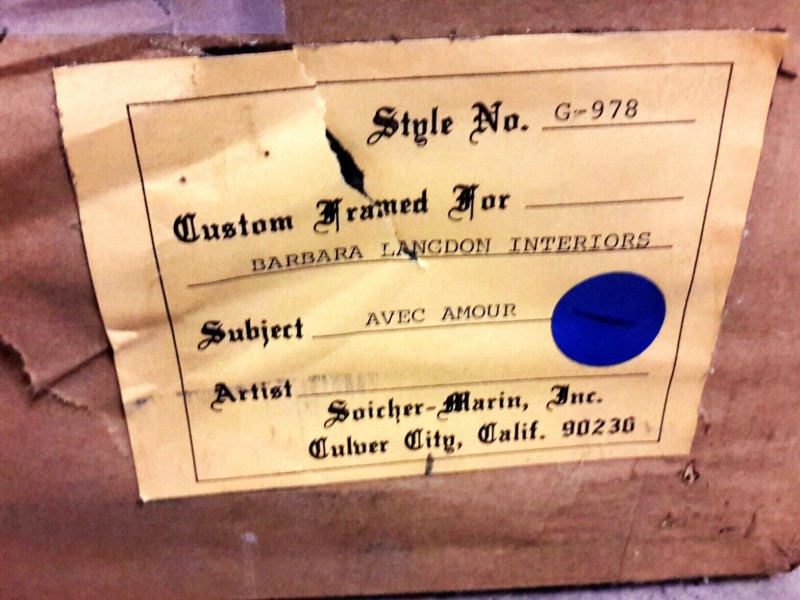 Style No. G-978
Custom Framed For
BARBARA LANGDON INTERIORS
Subject AVEC AMOUR
Artist
Soicher-Marin, Inc.
Culver City, Calif. 90230